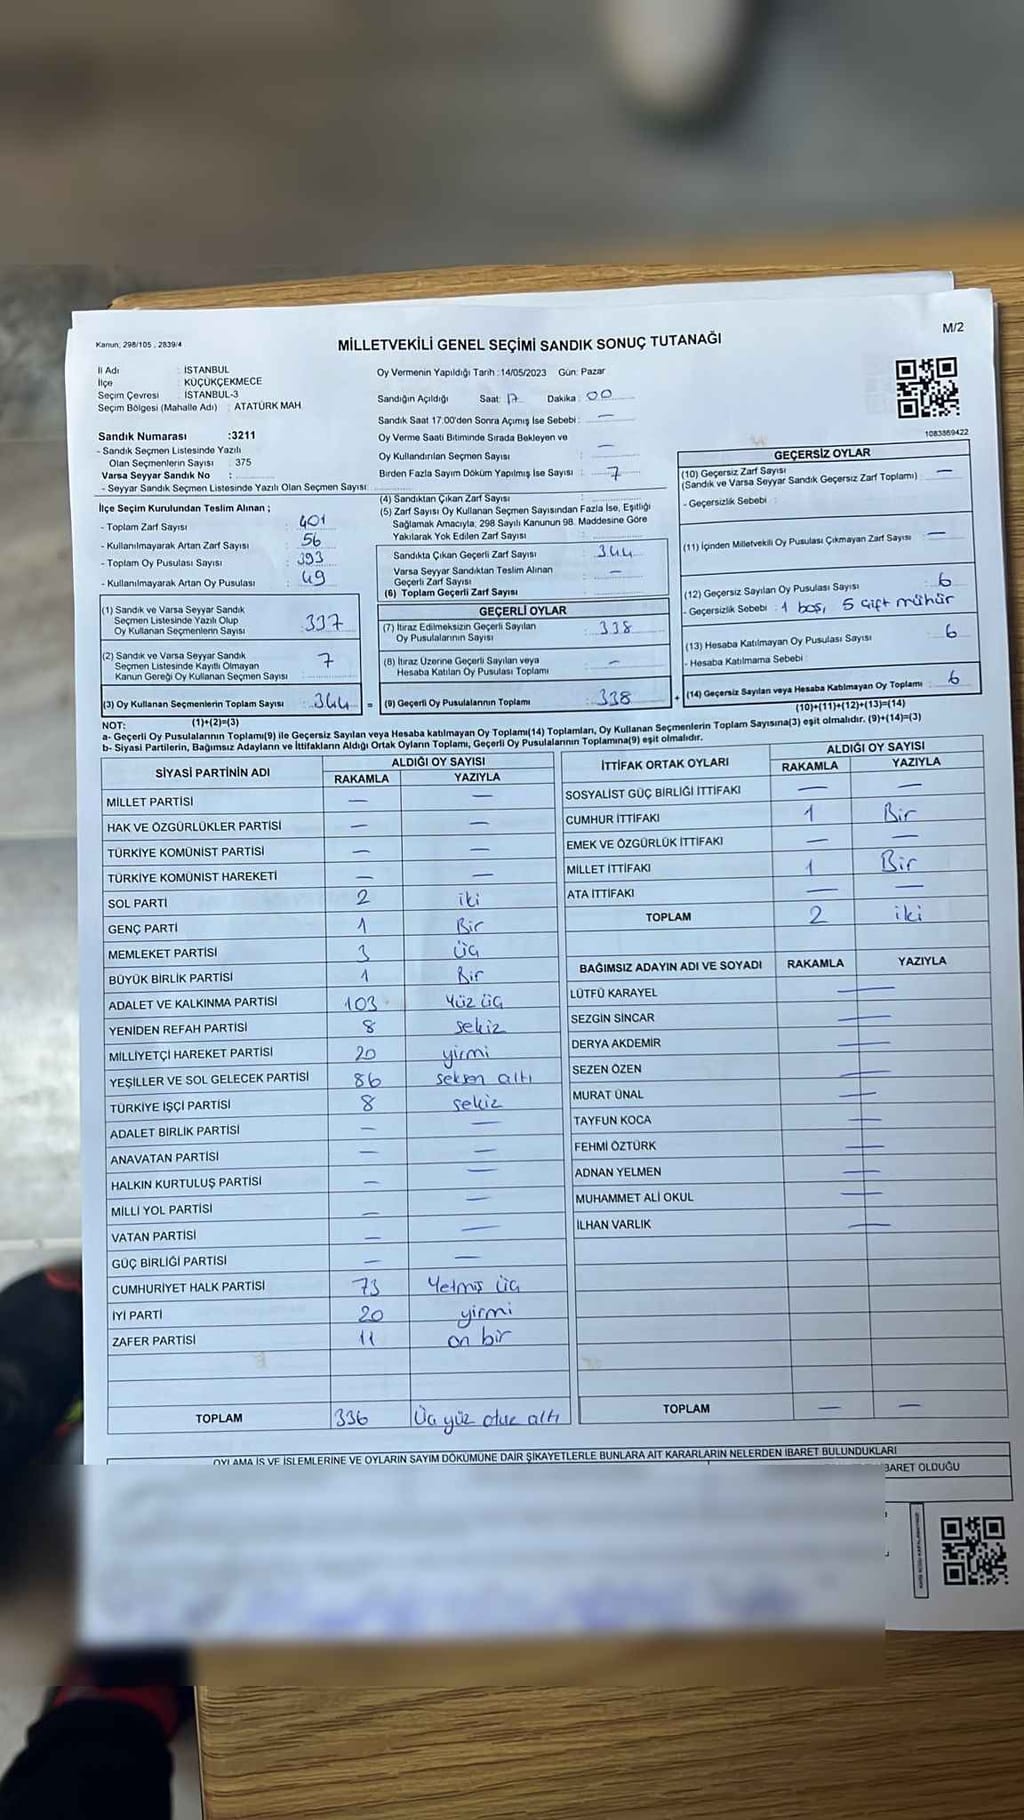 M/2
Kanun; 298/105 , 2839/4
MİLLETVEKİLİ GENEL SEÇİMİ SANDIK SONUÇ TUTANAĞI
İl Adı : İSTANBUL
İlçe : KÜÇÜKÇEKMECE
Seçim Çevresi : İSTANBUL-3
Seçim Bölgesi (Mahalle Adı) : ATATÜRK MAH
Sandık Numarası :3211
- Sandık Seçmen Listesinde Yazılı
Olan Seçmenlerin Sayısı : 375
Varsa Seyyar Sandık No :
- Seyyar Sandık Seçmen Listesinde Yazılı Olan Seçmen Sayısı:
Oy Vermenin Yapıldığı Tarih :14/05/2023 Gün: Pazar
Sandığın Açıldığı Saat: 17 Dakika: 00
Sandık Saat 17:00'den Sonra Açımış İse Sebebi: —
Oy Verme Saati Bitiminde Sırada Bekleyen ve
Oy Kullandırılan Seçmen Sayısı : —
Birden Fazla Sayım Döküm Yapılmış İse Sayısı : 7
1083869422
İlçe Seçim Kurulundan Teslim Alınan ;
- Toplam Zarf Sayısı : 401
- Kullanılmayarak Artan Zarf Sayısı : 56
- Toplam Oy Pusulası Sayısı : 393
- Kullanılmayarak Artan Oy Pusulası : 49
(1) Sandık ve Varsa Seyyar Sandık
Seçmen Listesinde Yazılı Olup
Oy Kullanan Seçmenlerin Sayısı : 337
(2) Sandık ve Varsa Seyyar Sandık
Seçmen Listesinde Kayıtlı Olmayan
Kanun Gereği Oy Kullanan Seçmen Sayısı : 7
(3) Oy Kullanan Seçmenlerin Toplam Sayısı : 344 =
(1)+(2)=(3)
(4) Sandıktan Çıkan Zarf Sayısı :
(5) Zarf Sayısı Oy Kullanan Seçmen Sayısından Fazla İse, Eşitliği
Sağlamak Amacıyla, 298 Sayılı Kanunun 98. Maddesine Göre
Yakılarak Yok Edilen Zarf Sayısı :
Sandıkta Çıkan Geçerli Zarf Sayısı : 344
Varsa Seyyar Sandıktan Teslim Alınan
Geçerli Zarf Sayısı : —
(6) Toplam Geçerli Zarf Sayısı :
GEÇERLİ OYLAR
(7) İtiraz Edilmeksizin Geçerli Sayılan
Oy Pusulalarının Sayısı : 338
(8) İtiraz Üzerine Geçerli Sayılan veya
Hesaba Katılan Oy Pusulası Toplamı : —
(9) Geçerli Oy Pusulalarının Toplamı : 338 +
GEÇERSİZ OYLAR
(10) Geçersiz Zarf Sayısı : —
(Sandık ve Varsa Seyyar Sandık Geçersiz Zarf Toplamı)
- Geçersizlik Sebebi :
(11) İçinden Milletvekili Oy Pusulası Çıkmayan Zarf Sayısı : —
(12) Geçersiz Sayılan Oy Pusulası Sayısı : 6
- Geçersizlik Sebebi : 1 boş, 5 çift mühür
(13) Hesaba Katılmayan Oy Pusulası Sayısı : 6
- Hesaba Katılmama Sebebi :
(14) Geçersiz Sayılan veya Hesaba Katılmayan Oy Toplamı : 6
(10)+(11)+(12)+(13)=(14)
NOT:
a- Geçerli Oy Pusulalarının Toplamı(9) ile Geçersiz Sayılan veya Hesaba katılmayan Oy Toplamı(14) Toplamları, Oy Kullanan Seçmenlerin Toplam Sayısına(3) eşit olmalıdır. (9)+(14)=(3)
b- Siyasi Partilerin, Bağımsız Adayların ve İttifakların Aldığı Ortak Oyların Toplamı, Geçerli Oy Pusulalarının Toplamına(9) eşit olmalıdır.
SİYASİ PARTİNİN ADI ALDIĞI OY SAYISI
RAKAMLA YAZIYLA
MİLLET PARTİSİ — —
HAK VE ÖZGÜRLÜKLER PARTİSİ — —
TÜRKİYE KOMÜNİST PARTİSİ — —
TÜRKİYE KOMÜNİST HAREKETİ — —
SOL PARTİ 2 iki
GENÇ PARTİ 1 Bir
MEMLEKET PARTİSİ 3 üç
BÜYÜK BİRLİK PARTİSİ 1 Bir
ADALET VE KALKINMA PARTİSİ 103 Yüz üç
YENİDEN REFAH PARTİSİ 8 sekiz
MİLLİYETÇİ HAREKET PARTİSİ 20 yirmi
YEŞİLLER VE SOL GELECEK PARTİSİ 86 seksen altı
TÜRKİYE İŞÇİ PARTİSİ 8 sekiz
ADALET BİRLİK PARTİSİ — —
ANAVATAN PARTİSİ — —
HALKIN KURTULUŞ PARTİSİ — —
MİLLİ YOL PARTİSİ — —
VATAN PARTİSİ — —
GÜÇ BİRLİĞİ PARTİSİ — —
CUMHURİYET HALK PARTİSİ 73 Yetmiş üç
İYİ PARTİ 20 yirmi
ZAFER PARTİSİ 11 on bir
TOPLAM 336 Üç yüz otuz altı
İTTİFAK ORTAK OYLARI ALDIĞI OY SAYISI
RAKAMLA YAZIYLA
SOSYALİST GÜÇ BİRLİĞİ İTTİFAKI — —
CUMHUR İTTİFAKI 1 Bir
EMEK VE ÖZGÜRLÜK İTTİFAKI — —
MİLLET İTTİFAKI 1 Bir
ATA İTTİFAKI — —
TOPLAM 2 iki
BAĞIMSIZ ADAYIN ADI VE SOYADI RAKAMLA YAZIYLA
LÜTFÜ KARAYEL —
SEZGİN SİNCAR —
DERYA AKDEMİR —
SEZEN ÖZEN —
MURAT ÜNAL —
TAYFUN KOCA —
FEHMİ ÖZTÜRK —
ADNAN YELMEN —
MUHAMMET ALİ OKUL —
İLHAN VARLIK —
TOPLAM — —
OYLAMA İŞ VE İŞLEMLERİNE VE OYLARIN SAYIM DÖKÜMÜNE DAİR ŞİKAYETLERLE BUNLARA AİT KARARLARIN NELERDEN İBARET BULUNDUKLARI
BARET OLDUĞU